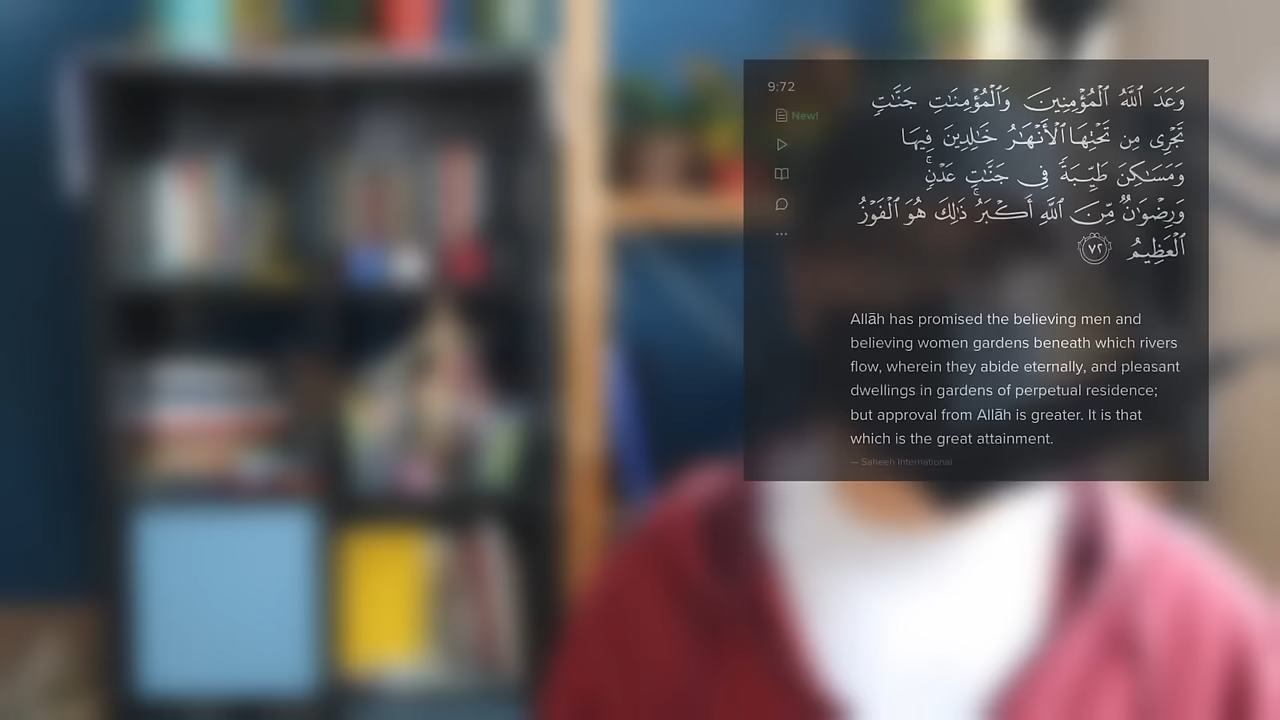 9:72
New!
وَعَدَ ٱللَّهُ ٱلْمُؤْمِنِينَ وَٱلْمُؤْمِنَـٰتِ جَنَّـٰتٍ
تَجْرِى مِن تَحْتِهَا ٱلْأَنْهَـٰرُ خَـٰلِدِينَ فِيهَا
وَمَسَـٰكِنَ طَيِّبَةً فِى جَنَّـٰتِ عَدْنٍ ۚ
وَرِضْوَٰنٌ مِّنَ ٱللَّهِ أَكْبَرُ ۚ ذَٰلِكَ هُوَ ٱلْفَوْزُ
ٱلْعَظِيمُ ٧٢
Allāh has promised the believing men and
believing women gardens beneath which rivers
flow, wherein they abide eternally, and pleasant
dwellings in gardens of perpetual residence;
but approval from Allāh is greater. It is that
which is the great attainment.
— Saheeh International